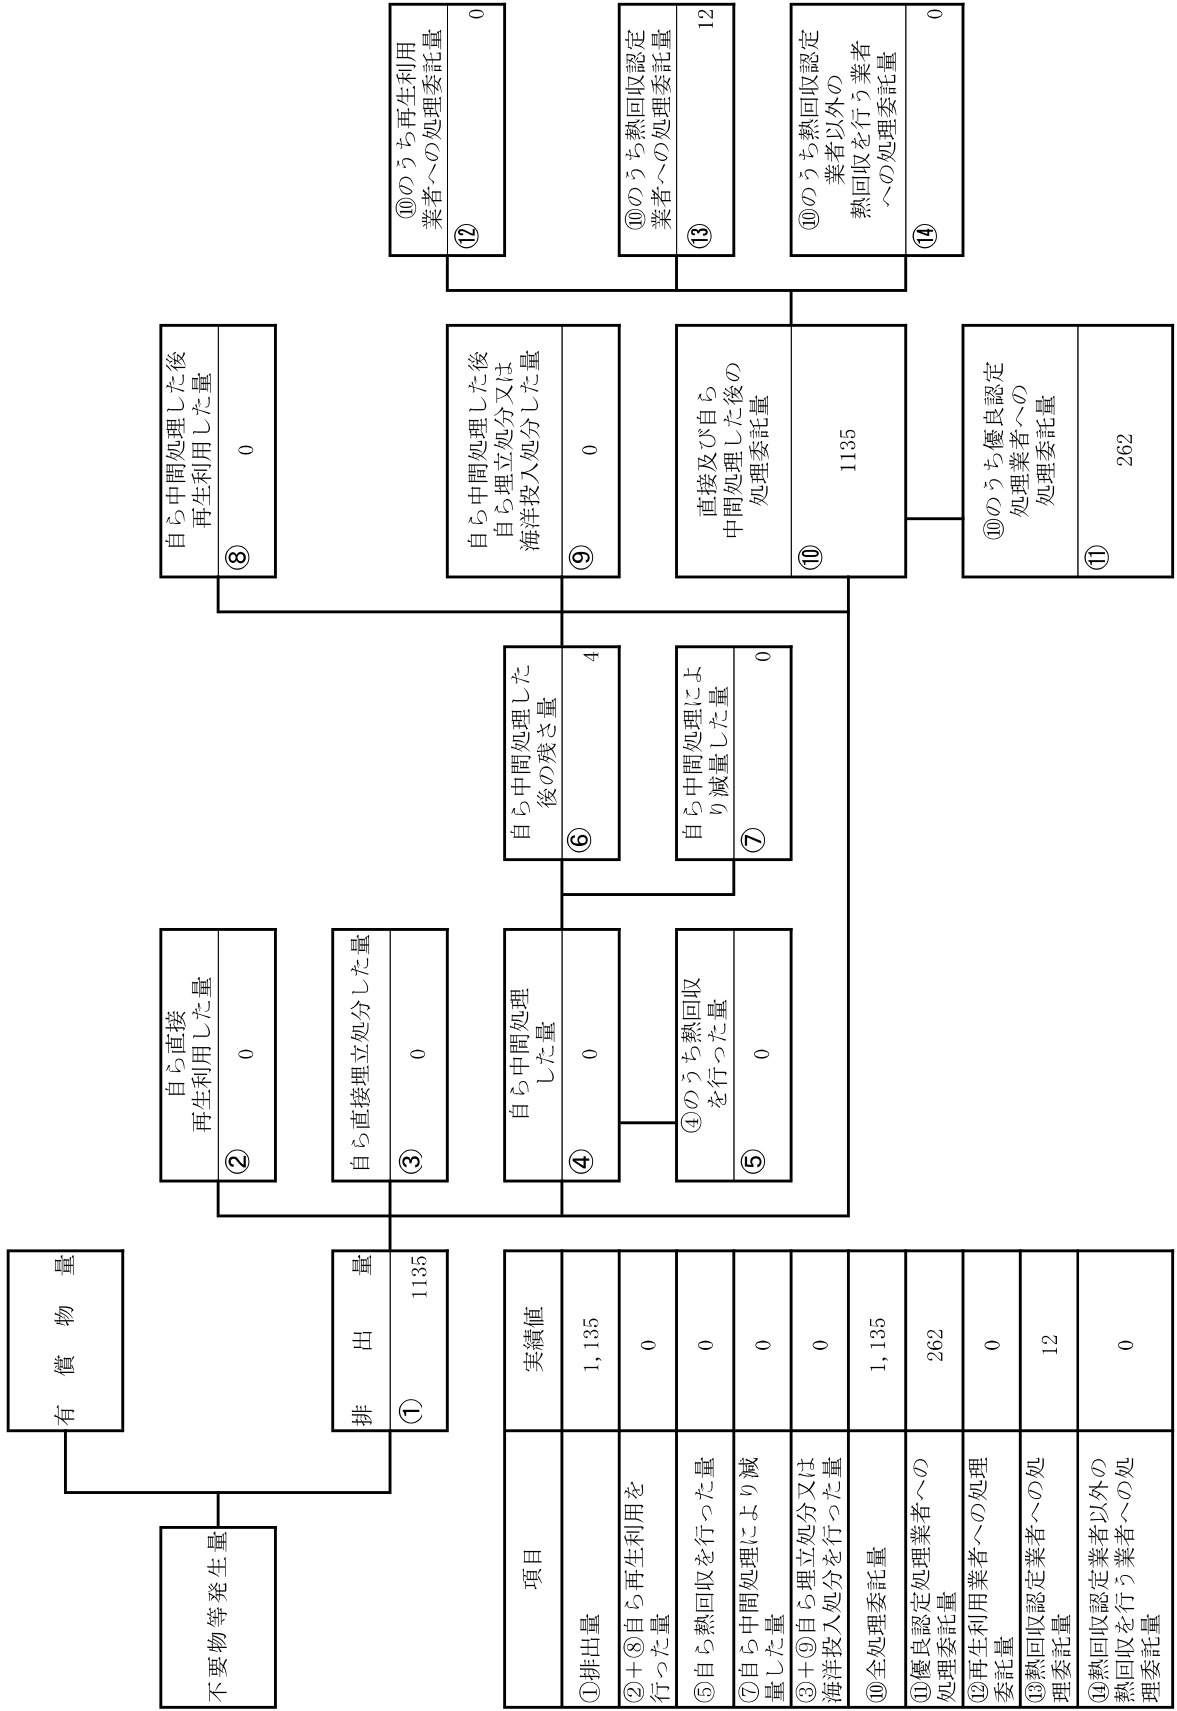 不要物等発生量
有償物量
排出量
① 1135
自ら直接
再生利用した量
② 0
自ら直接埋立処分した量
③ 0
自ら中間処理
した量
④ 0
④のうち熱回収
を行った量
⑤ 0
自ら中間処理した
後の残さ量
⑥ 4
自ら中間処理によ
り減量した量
⑦ 0
自ら中間処理した後
再生利用した量
⑧ 0
自ら中間処理した後
自ら埋立処分又は
海洋投入処分した量
⑨ 0
直接及び自ら
中間処理した後の
処理委託量
⑩ 1135
⑩のうち優良認定
処理業者への
処理委託量
⑪ 262
⑩のうち再生利用
業者への処理委託量
⑫ 0
⑩のうち熱回収認定
業者への処理委託量
⑬ 12
⑩のうち熱回収認定
業者以外の
熱回収を行う業者
への処理委託量
⑭ 0
項目 実績値
①排出量 1,135
②+⑧自ら再生利用を
行った量 0
⑤自ら熱回収を行った量 0
⑦自ら中間処理により減
量した量 0
③+⑨自ら埋立処分又は
海洋投入処分を行った量 0
⑩全処理委託量 1,135
⑪優良認定処理業者への
処理委託量 262
⑫再生利用業者への処理
委託量 0
⑬熱回収認定業者への処
理委託量 12
⑭熱回収認定業者以外の
熱回収を行う業者への処
理委託量 0